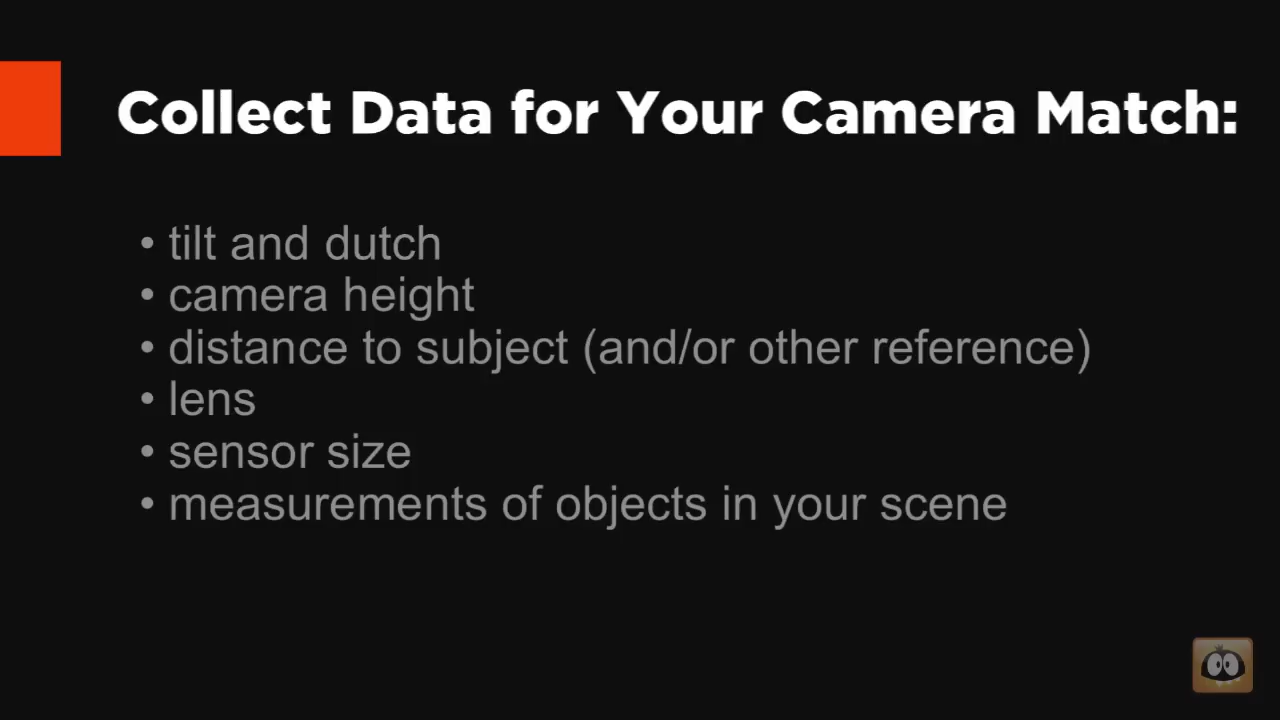 Collect Data for Your Camera Match:
• tilt and dutch
• camera height
• distance to subject (and/or other reference)
• lens
• sensor size
• measurements of objects in your scene